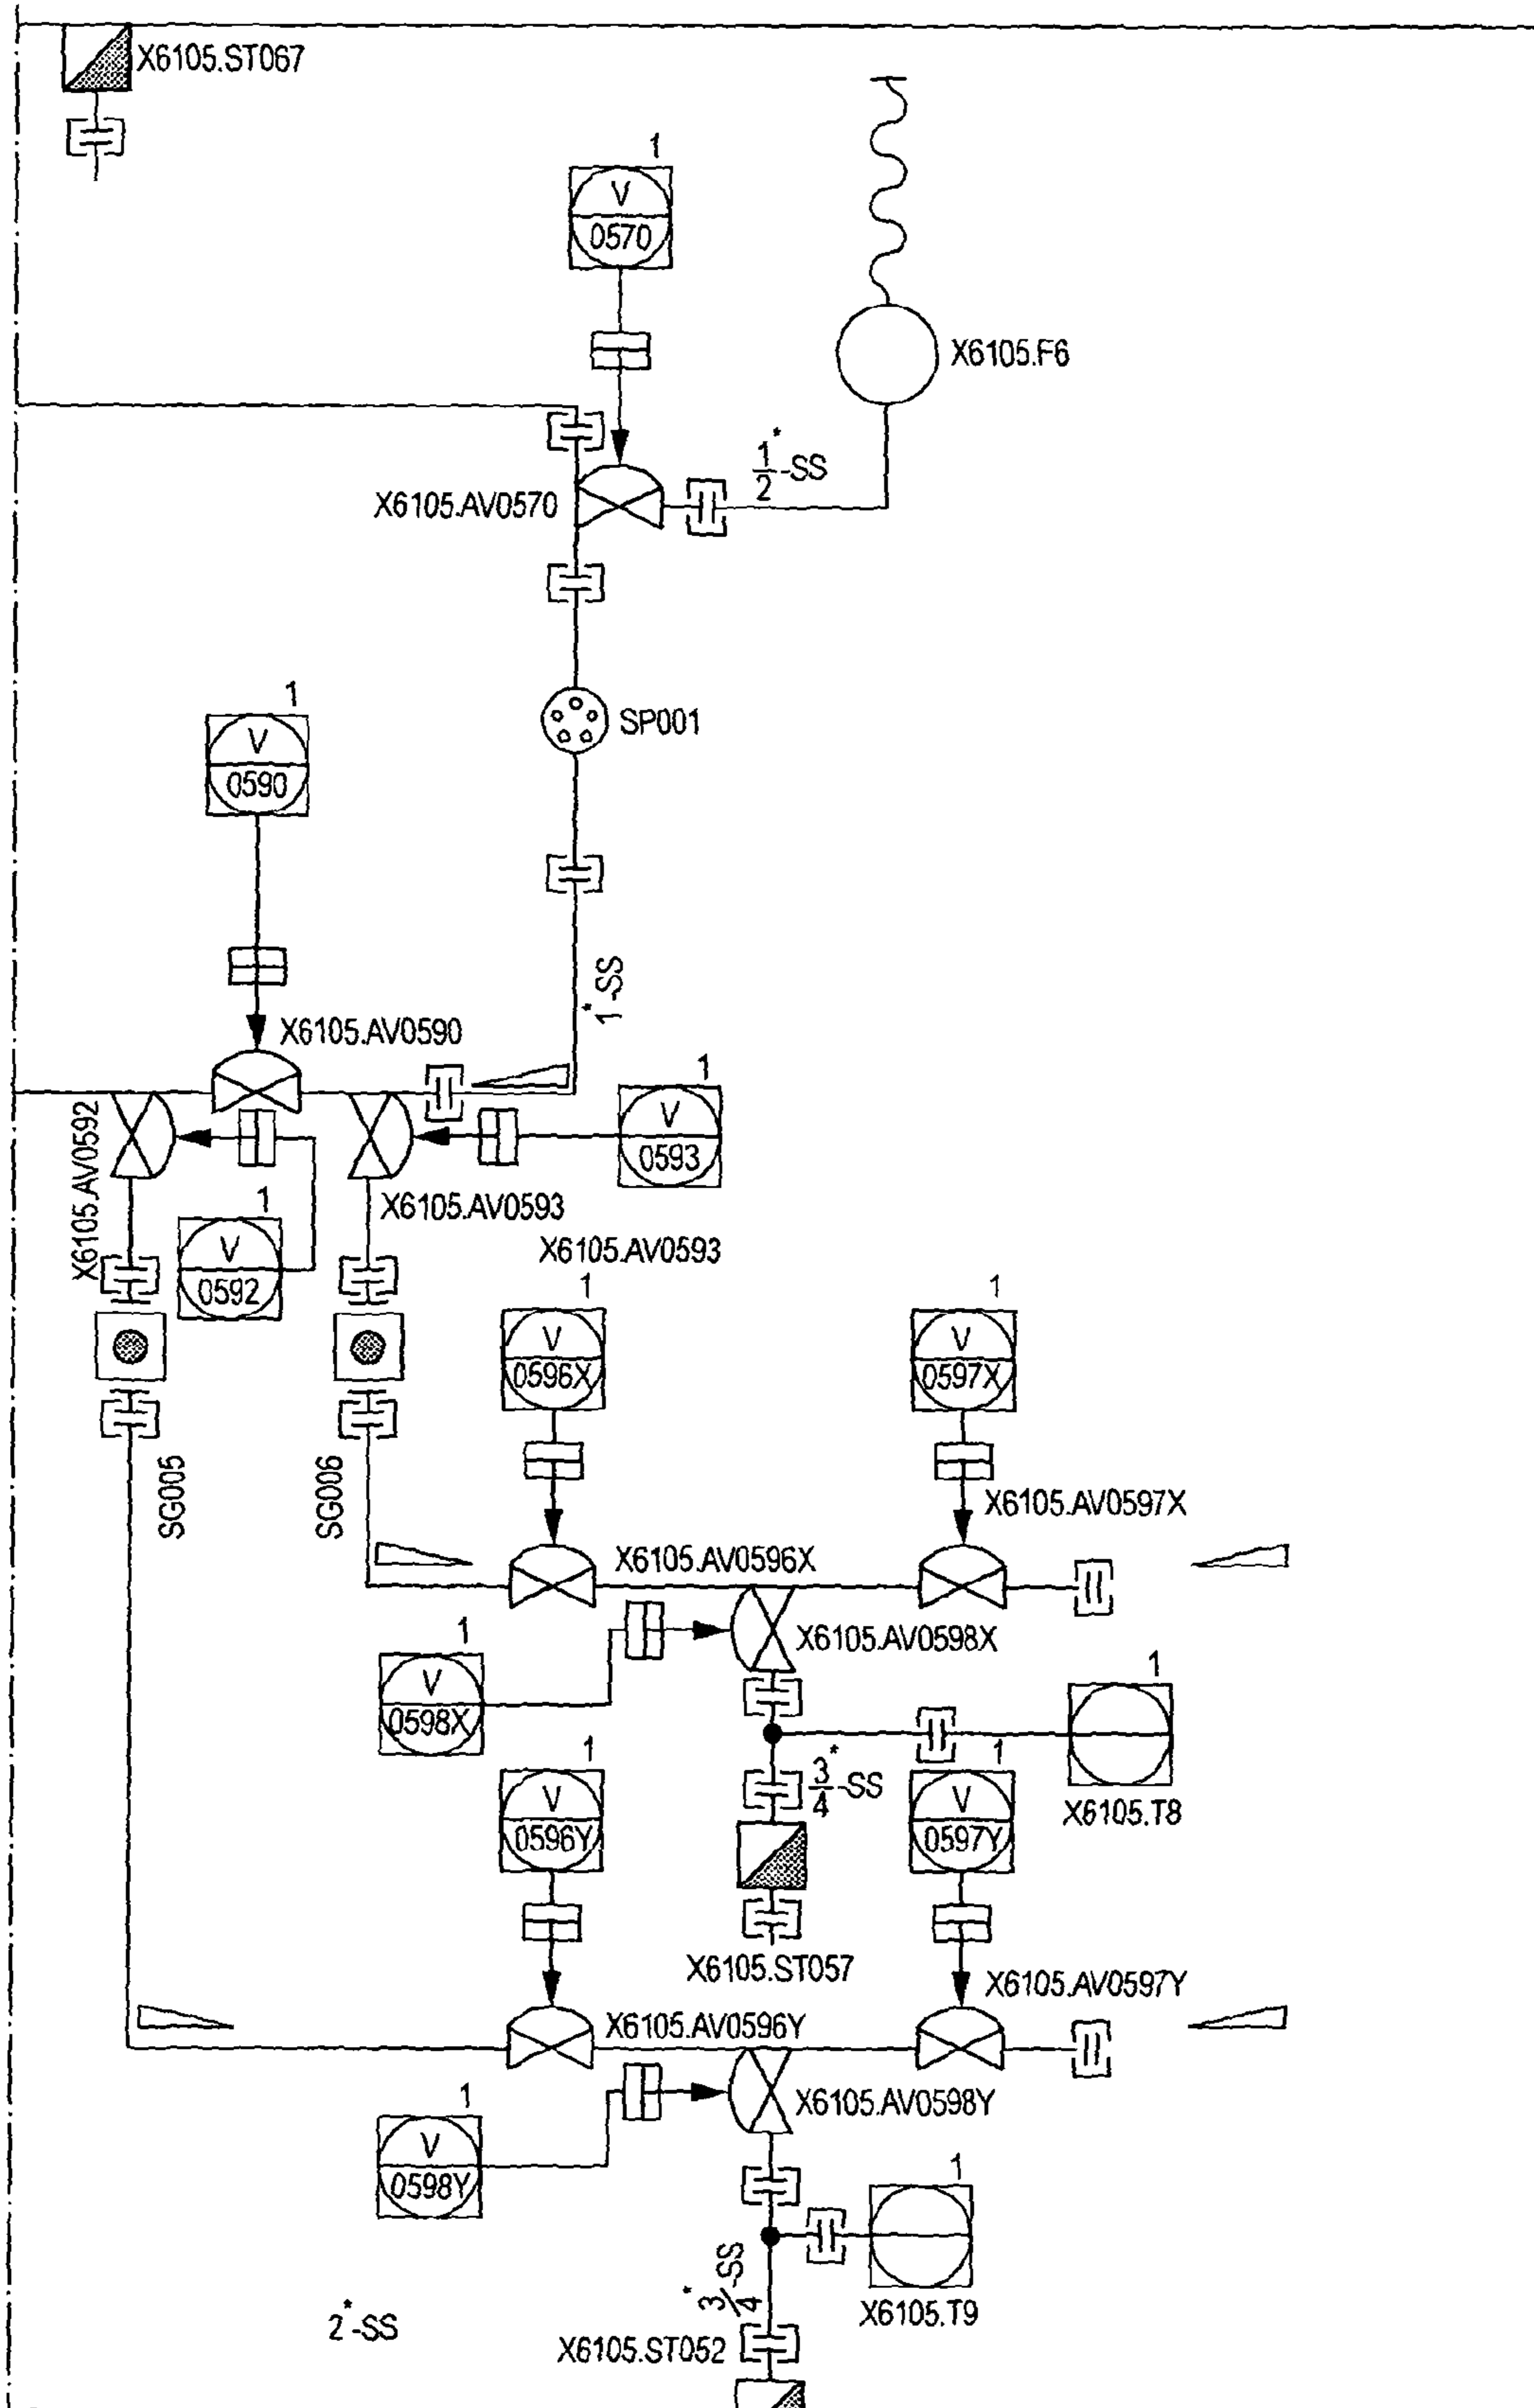 X6105.ST067
1
V
0570
X6105.F6
1*
2 -SS
X6105.AV0570
1
V
0590
SP001
1*-SS
X6105.AV0590
1
V
0593
X6105.AV0592
X6105.AV0593
1
V
0592
X6105.AV0593
1
V
0596X
1
V
0597X
SG005
SG006
X6105.AV0597X
X6105.AV0596X
X6105.AV0598X
1
V
0598X
1
X6105.T8
3*
4 -SS
1
V
0596Y
1
V
0597Y
X6105.ST057
X6105.AV0597Y
X6105.AV0596Y
X6105.AV0598Y
1
V
0598Y
1
X6105.T9
3/4*-SS
2*-SS
X6105.ST052